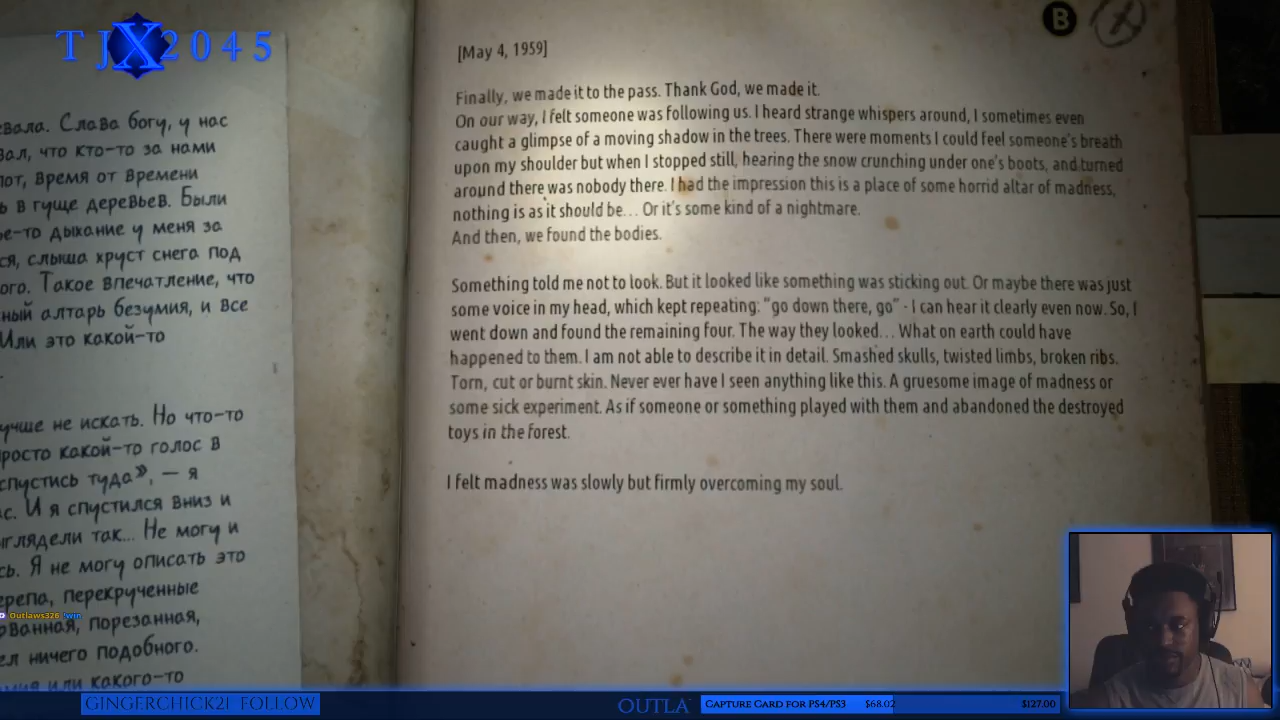 TJX2045
B
[May 4, 1959]
Finally, we made it to the pass. Thank God, we made it.
On our way, I felt someone was following us. I heard strange whispers around, I sometimes even
caught a glimpse of a moving shadow in the trees. There were moments I could feel someone's breath
upon my shoulder but when I stopped still, hearing the snow crunching under one's boots, and turned
around there was nobody there. I had the impression this is a place of some horrid altar of madness,
nothing is as it should be... Or it's some kind of a nightmare.
And then, we found the bodies.
Something told me not to look. But it looked like something was sticking out. Or maybe there was just
some voice in my head, which kept repeating: “go down there, go” - I can hear it clearly even now. So, I
went down and found the remaining four. The way they looked... What on earth could have
happened to them. I am not able to describe it in detail. Smashed skulls, twisted limbs, broken ribs.
Torn, cut or burnt skin. Never ever have I seen anything like this. A gruesome image of madness or
some sick experiment. As if someone or something played with them and abandoned the destroyed
toys in the forest.
I felt madness was slowly but firmly overcoming my soul.
евала. Слава богу, у нас
вал, что кто-то за нами
пот, время от времени
ь в гуще деревьев. Были
ье-то дыхание у меня за
ся, слыша хруст снега под
ого. Такое впечатление, что
ный алтарь безумия, и все
Или это какой-то
учше не искать. Но что-то
росто какой-то голос в
спустись туда», — я
с. И я спустился вниз и
ыглядели так... Не могу и
сь. Я не могу описать это
ерепа, перекрученные
рванная, порезанная,
ел ничего подобного.
мия или какого-то
Outlaws326 !win
GINGERCHICK21 FOLLOW
OUTLA
CAPTURE CARD FOR PS4/PS3 $68.02 $127.00